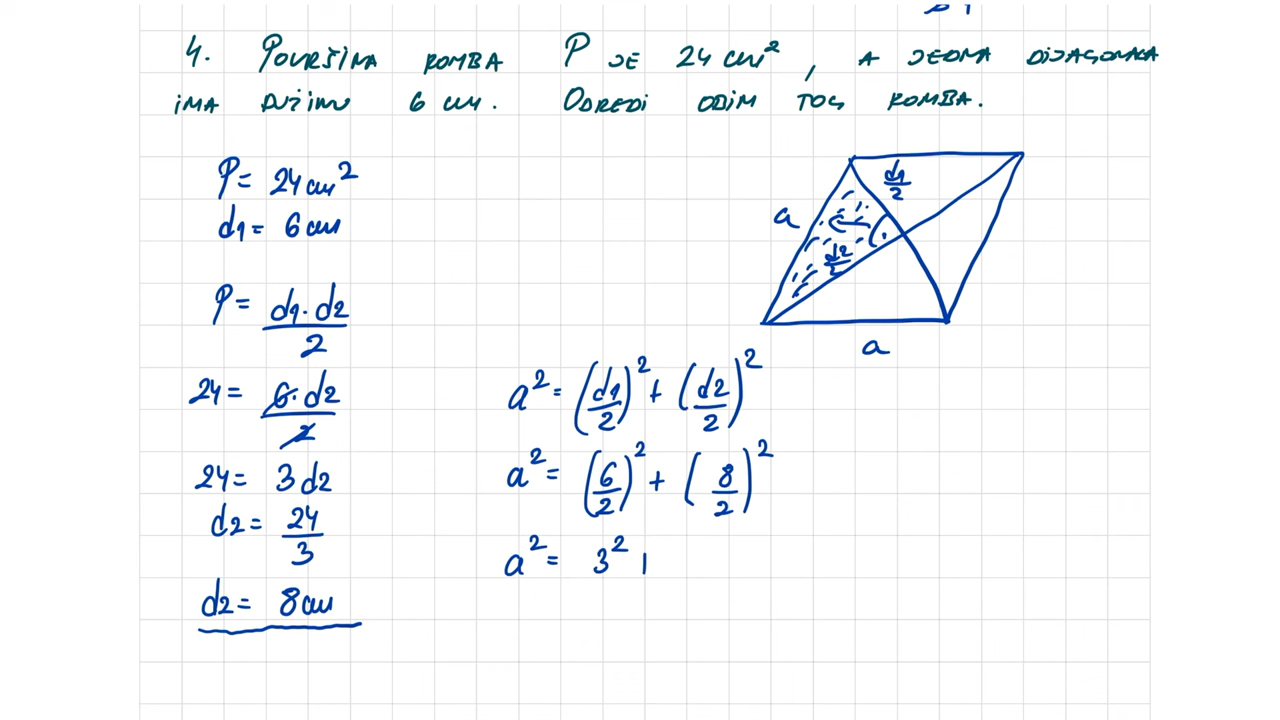 4. POVRŠINA ROMBA P JE 24 cm², A JEDNA DIJAGONALA
IMA DUŽINU 6 cm. ODREDI OBIM TOG ROMBA.
P = 24 cm²
d1 = 6 cm
P = d1 · d2 / 2
24 = 6 · d2 / 2
24 = 3 d2
d2 = 24 / 3
d2 = 8 cm
d1/2
a
d2/2
a
a² = (d1/2)² + (d2/2)²
a² = (6/2)² + (8/2)²
a² = 3²